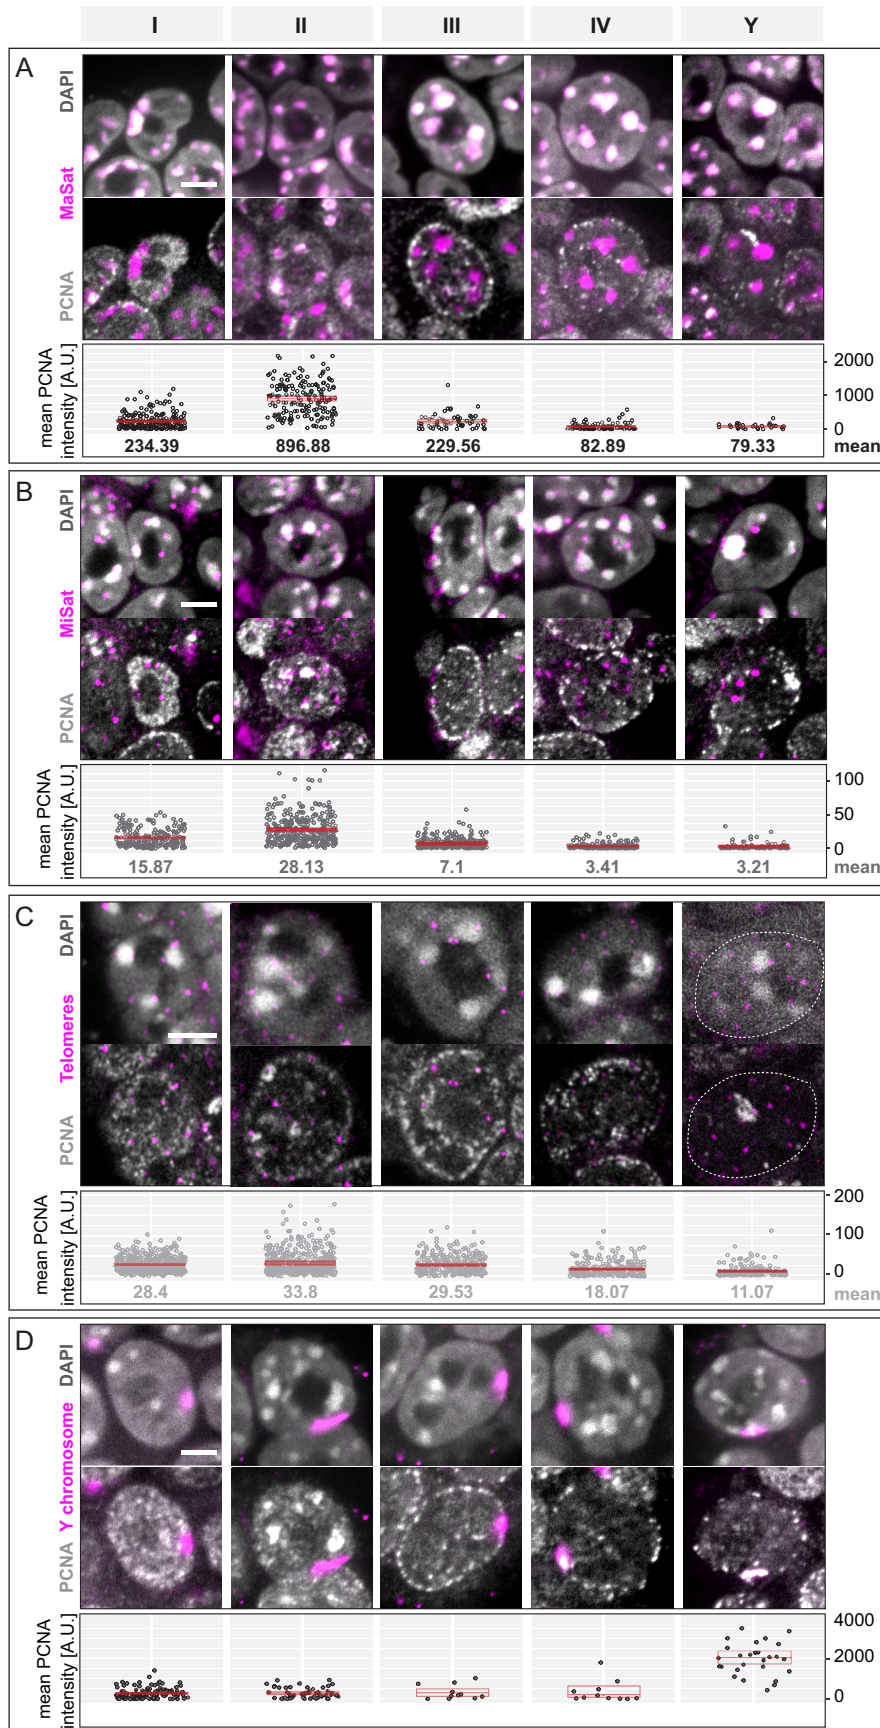 I II III IV Y
A
DAPI
MaSat
PCNA
mean PCNA
intensity [A.U.]
2000
1000
0
234.39 896.88 229.56 82.89 79.33 mean
B
DAPI
MiSat
PCNA
mean PCNA
intensity [A.U.]
100
50
0
15.87 28.13 7.1 3.41 3.21 mean
C
DAPI
Telomeres
PCNA
mean PCNA
intensity [A.U.]
200
100
0
28.4 33.8 29.53 18.07 11.07 mean
D
DAPI
Y chromosome
PCNA
mean PCNA
intensity [A.U.]
4000
2000
0